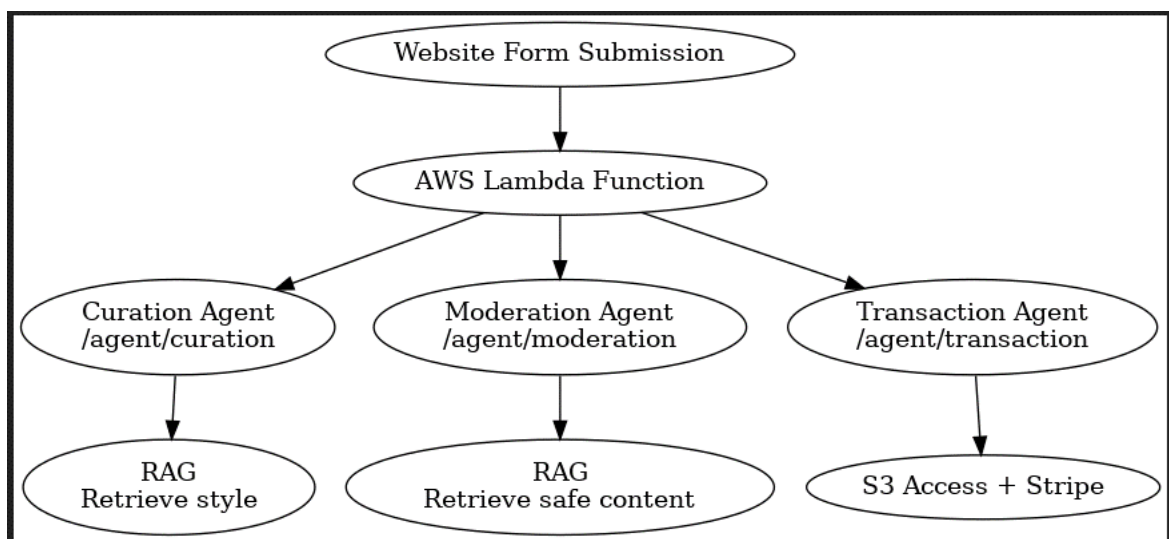 Website Form Submission
AWS Lambda Function
Curation Agent
/agent/curation
Moderation Agent
/agent/moderation
Transaction Agent
/agent/transaction
RAG
Retrieve style
RAG
Retrieve safe content
S3 Access + Stripe